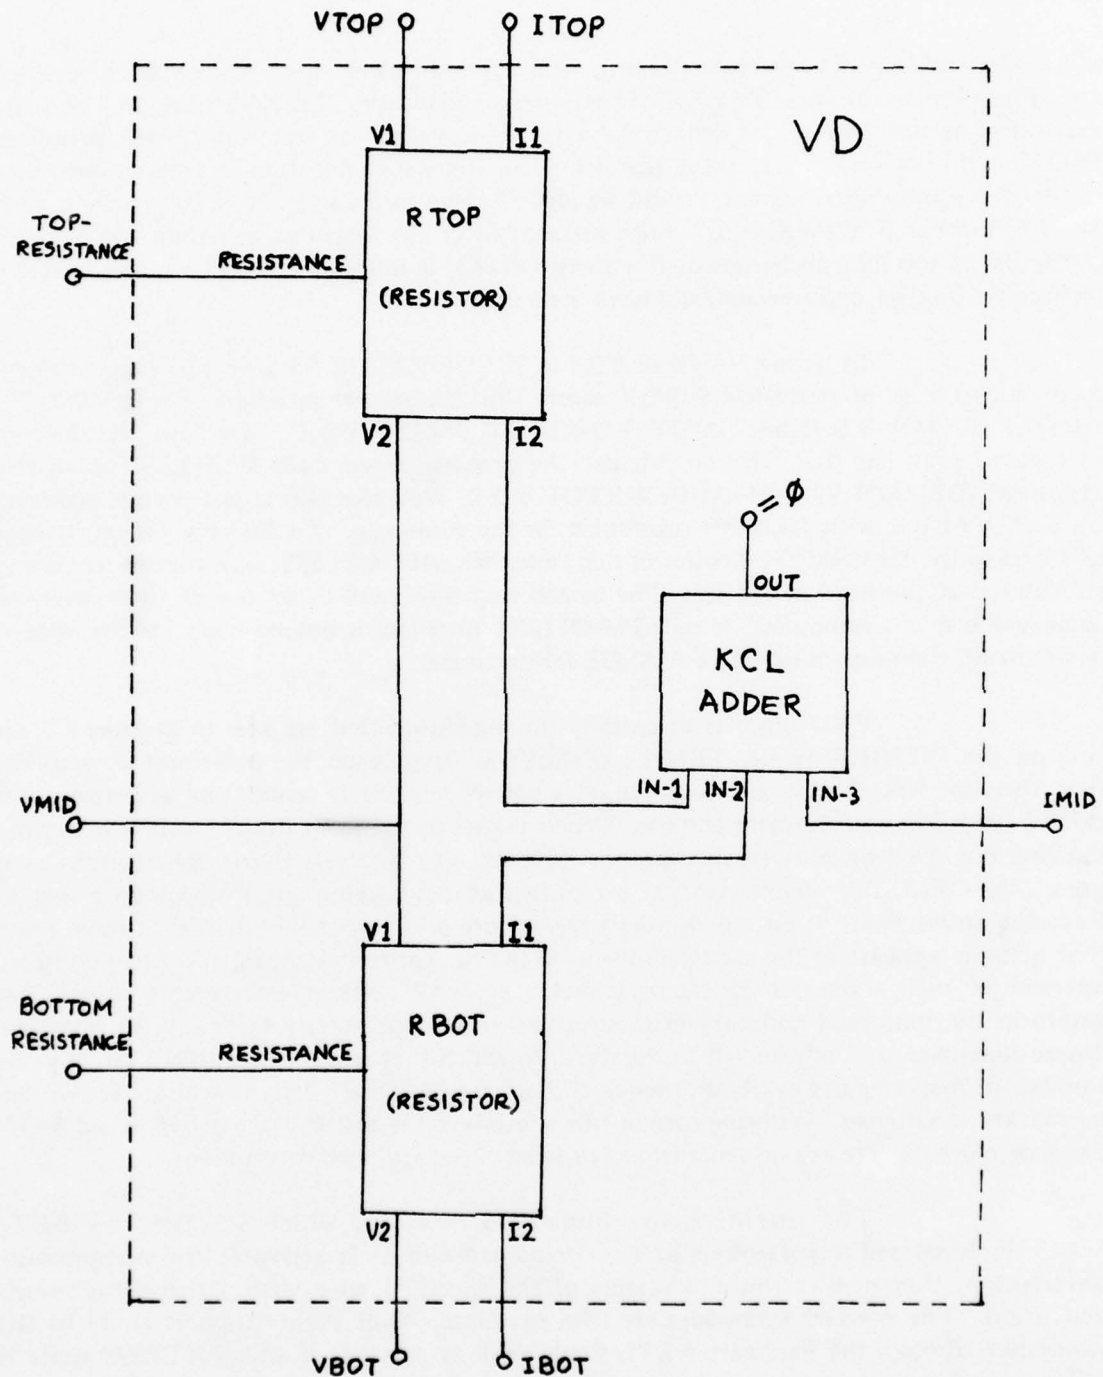 VTOP
ITOP
VD
V1
I1
R TOP
(RESISTOR)
TOP-
RESISTANCE
RESISTANCE
V2
I2
=Ø
OUT
KCL
ADDER
IN-1
IN-2
IN-3
VMID
IMID
V1
I1
BOTTOM
RESISTANCE
RESISTANCE
R BOT
(RESISTOR)
V2
I2
VBOT
IBOT